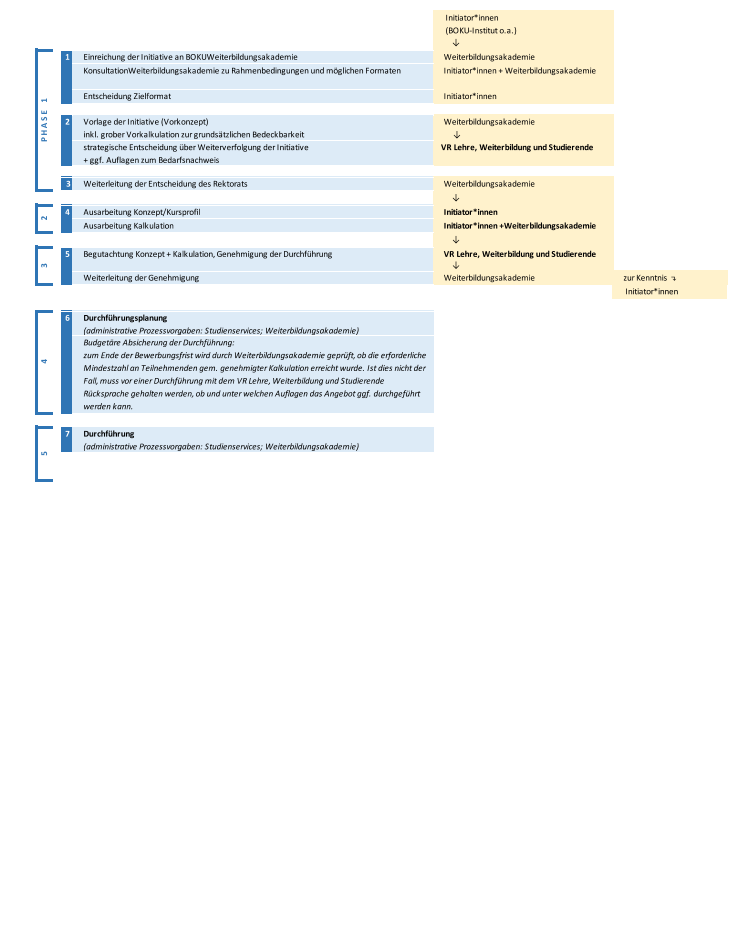 Initiator*innen
(BOKU-Institut o.a.)
↓
PHASE 1
1 Einreichung der Initiative an BOKUWeiterbildungsakademie Weiterbildungsakademie
KonsultationWeiterbildungsakademie zu Rahmenbedingungen und möglichen Formaten Initiator*innen + Weiterbildungsakademie
Entscheidung Zielformat Initiator*innen
2 Vorlage der Initiative (Vorkonzept) Weiterbildungsakademie
inkl. grober Vorkalkulation zur grundsätzlichen Bedeckbarkeit ↓
strategische Entscheidung über Weiterverfolgung der Initiative VR Lehre, Weiterbildung und Studierende
+ ggf. Auflagen zum Bedarfsnachweis
3 Weiterleitung der Entscheidung des Rektorats Weiterbildungsakademie
↓
2
4 Ausarbeitung Konzept/Kursprofil Initiator*innen
Ausarbeitung Kalkulation Initiator*innen +Weiterbildungsakademie
↓
3
5 Begutachtung Konzept + Kalkulation, Genehmigung der Durchführung VR Lehre, Weiterbildung und Studierende
↓
Weiterleitung der Genehmigung Weiterbildungsakademie zur Kenntnis ↴
Initiator*innen
4
6 Durchführungsplanung
(administrative Prozessvorgaben: Studienservices; Weiterbildungsakademie)
Budgetäre Absicherung der Durchführung:
zum Ende der Bewerbungsfrist wird durch Weiterbildungsakademie geprüft, ob die erforderliche
Mindestzahl an Teilnehmenden gem. genehmigter Kalkulation erreicht wurde. Ist dies nicht der
Fall, muss vor einer Durchführung mit dem VR Lehre, Weiterbildung und Studierende
Rücksprache gehalten werden, ob und unter welchen Auflagen das Angebot ggf. durchgeführt
werden kann.
5
7 Durchführung
(administrative Prozessvorgaben: Studienservices; Weiterbildungsakademie)